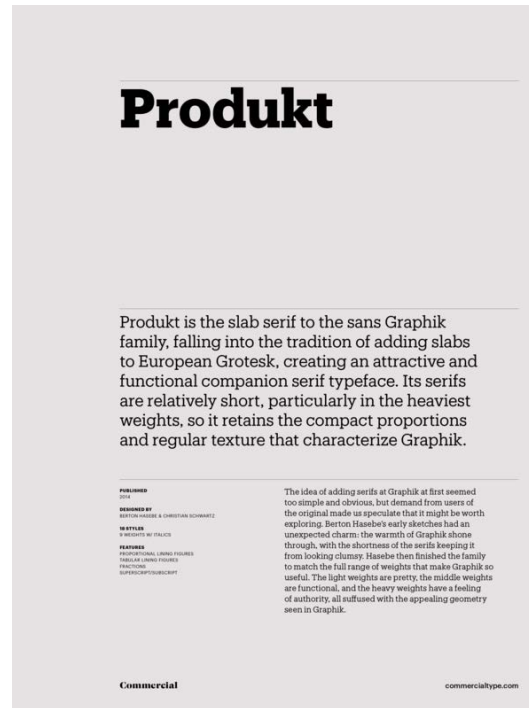 Produkt
Produkt is the slab serif to the sans Graphik
family, falling into the tradition of adding slabs
to European Grotesk, creating an attractive and
functional companion serif typeface. Its serifs
are relatively short, particularly in the heaviest
weights, so it retains the compact proportions
and regular texture that characterize Graphik.
PUBLISHED
2014
DESIGNED BY
BERTON HASEBE & CHRISTIAN SCHWARTZ
18 STYLES
9 WEIGHTS W/ ITALICS
FEATURES
PROPORTIONAL LINING FIGURES
TABULAR LINING FIGURES
FRACTIONS
SUPERSCRIPT/SUBSCRIPT
The idea of adding serifs at Graphik at first seemed
too simple and obvious, but demand from users of
the original made us speculate that it might be worth
exploring. Berton Hasebe's early sketches had an
unexpected charm: the warmth of Graphik shone
through, with the shortness of the serifs keeping it
from looking clumsy. Hasebe then finished the family
to match the full range of weights that make Graphik so
useful. The light weights are pretty, the middle weights
are functional, and the heavy weights have a feeling
of authority, all suffused with the appealing geometry
seen in Graphik.
Commercial
commercialtype.com